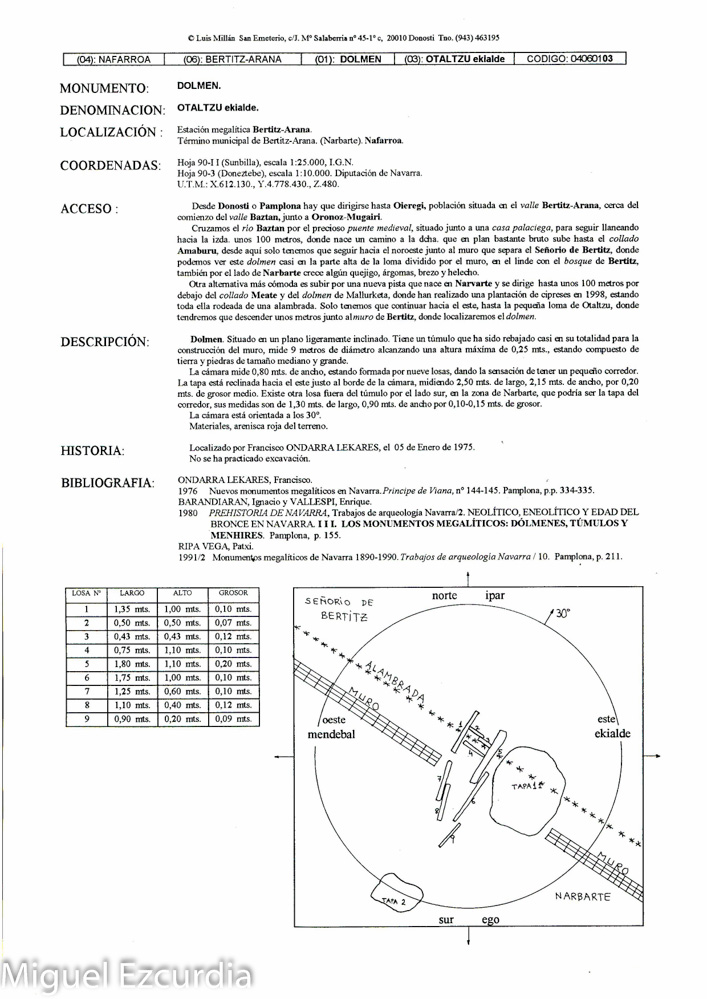 © Luis Millán San Emeterio, c/J. Mª Salaberria nº 45-1º c, 20010 Donosti Tno. (943) 463195
(04): NAFARROA (06): BERTITZ-ARANA (01): DOLMEN (03): OTALTZU ekialde CODIGO: 04060103
MONUMENTO: DOLMEN.
DENOMINACION: OTALTZU ekialde.
LOCALIZACIÓN : Estación megalítica Bertitz-Arana.
Término municipal de Bertitz-Arana. (Narbarte). Nafarroa.
COORDENADAS: Hoja 90-I I (Sunbilla), escala 1:25.000, I.G.N.
Hoja 90-3 (Doneztebe), escala 1:10.000. Diputación de Navarra.
U.T.M.: X.612.130., Y.4.778.430., Z.480.
ACCESO : Desde Donosti o Pamplona hay que dirigirse hasta Oieregi, población situada en el valle Bertitz-Arana, cerca del
comienzo del valle Baztan, junto a Oronoz-Mugairi.
Cruzamos el rio Baztan por el precioso puente medieval, situado junto a una casa palaciega, para seguir llaneando
hacia la izda. unos 100 metros, donde nace un camino a la dcha. que en plan bastante bruto sube hasta el collado
Amaburu, desde aquí solo tenemos que seguir hacia el noroeste junto al muro que separa el Señorio de Bertitz, donde
podemos ver este dolmen casi en la parte alta de la loma dividido por el muro, en el linde con el bosque de Bertitz,
también por el lado de Narbarte crece algún quejigo, árgomas, brezo y helecho.
Otra alternativa más cómoda es subir por una nueva pista que nace en Narvarte y se dirige hasta unos 100 metros por
debajo del collado Meate y del dolmen de Mallurketa, donde han realizado una plantación de cipreses en 1998, estando
toda ella rodeada de una alambrada. Solo tenemos que continuar hacia el este, hasta la pequeña loma de Otaltzu, donde
tendremos que descender unos metros junto al muro de Bertitz, donde localizaremos el dolmen.
DESCRIPCIÓN: Dolmen. Situado en un plano ligeramente inclinado. Tiene un túmulo que ha sido rebajado casi en su totalidad para la
construcción del muro, mide 9 metros de diámetro alcanzando una altura máxima de 0,25 mts., estando compuesto de
tierra y piedras de tamaño mediano y grande.
La cámara mide 0,80 mts. de ancho, estando formada por nueve losas, dando la sensación de tener un pequeño corredor.
La tapa está reclinada hacia el este justo al borde de la cámara, midiendo 2,50 mts. de largo, 2,15 mts. de ancho, por 0,20
mts. de grosor medio. Existe otra losa fuera del túmulo por el lado sur, en la zona de Narbarte, que podría ser la tapa del
corredor, sus medidas son de 1,30 mts. de largo, 0,90 mts. de ancho por 0,10-0,15 mts. de grosor.
La cámara está orientada a los 30º.
Materiales, arenisca roja del terreno.
HISTORIA: Localizado por Francisco ONDARRA LEKARES, el 05 de Enero de 1975.
No se ha practicado excavación.
BIBLIOGRAFIA: ONDARRA LEKARES, Francisco.
1976 Nuevos monumentos megalíticos en Navarra. Principe de Viana, nº 144-145. Pamplona, p.p. 334-335.
BARANDIARAN, Ignacio y VALLESPI, Enrique.
1980 PREHISTORIA DE NAVARRA, Trabajos de arqueología Navarra/2. NEOLÍTICO, ENEOLÍTICO Y EDAD DEL
BRONCE EN NAVARRA. I I I. LOS MONUMENTOS MEGALÍTICOS: DÓLMENES, TÚMULOS Y
MENHIRES. Pamplona, p. 155.
RIPA VEGA, Patxi.
1991/2 Monumentos megalíticos de Navarra 1890-1990. Trabajos de arqueologia Navarra / 10. Pamplona, p. 211.
LOSA Nº LARGO ALTO GROSOR
1 1,35 mts. 1,00 mts. 0,10 mts.
2 0,50 mts. 0,50 mts. 0,07 mts.
3 0,43 mts. 0,43 mts. 0,12 mts.
4 0,75 mts. 1,10 mts. 0,10 mts.
5 1,80 mts. 1,10 mts. 0,20 mts.
6 1,75 mts. 1,00 mts. 0,10 mts.
7 1,25 mts. 0,60 mts. 0,10 mts.
8 1,10 mts. 0,40 mts. 0,12 mts.
9 0,90 mts. 0,20 mts. 0,09 mts.
SEÑORIO DE
BERTITZ
norte ipar
30º
ALAMBRADA
MURO
oeste
mendebal
este
ekialde
1 2 3 4 5
6 7 8 9
TAPA 1ª
MURO
NARBARTE
TAPA 2
sur ego
Miguel Ezcurdia